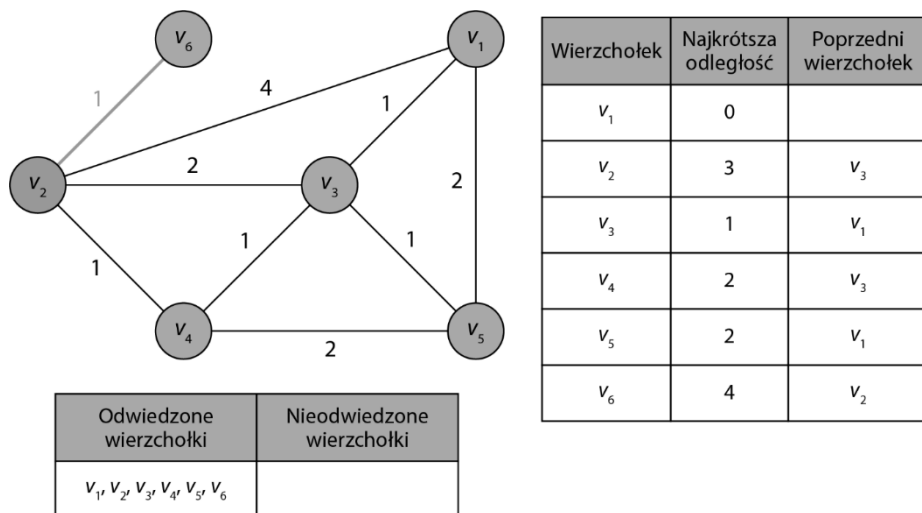 v₆ v₁
1 4 1
2 2
v₂ v₃
1 1 1
v₄ 2 v₅
Wierzchołek Najkrótsza odległość Poprzedni wierzchołek
v₁ 0
v₂ 3 v₃
v₃ 1 v₁
v₄ 2 v₃
v₅ 2 v₁
v₆ 4 v₂
Odwiedzone wierzchołki Nieodwiedzone wierzchołki
v₁, v₂, v₃, v₄, v₅, v₆